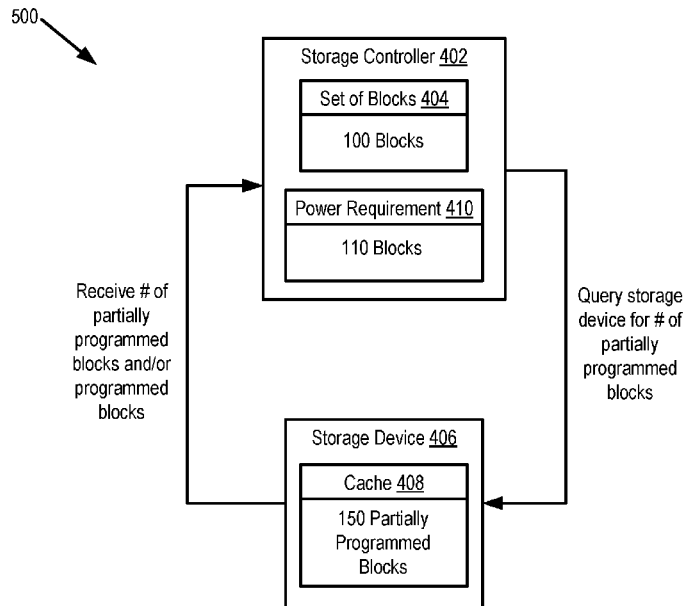 500
Storage Controller 402
Set of Blocks 404
100 Blocks
Power Requirement 410
110 Blocks
Receive # of
partially
programmed
blocks and/or
programmed
blocks
Query storage
device for # of
partially
programmed
blocks
Storage Device 406
Cache 408
150 Partially
Programmed
Blocks